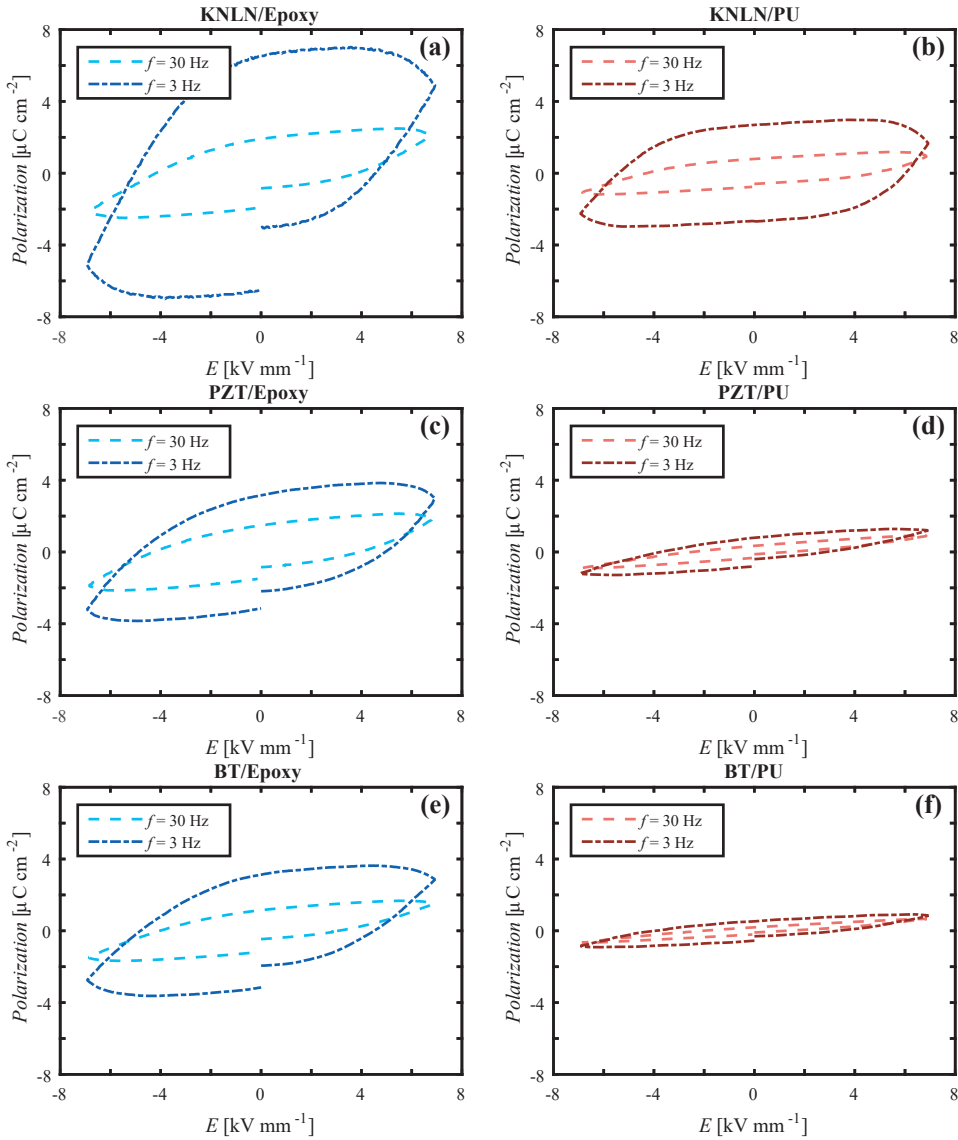 KNLN/Epoxy
(a)
f = 30 Hz
f = 3 Hz
8
4
0
-4
-8
Polarization [μC cm⁻²]
-8 -4 0 4 8
E [kV mm⁻¹]
KNLN/PU
(b)
f = 30 Hz
f = 3 Hz
8
4
0
-4
-8
Polarization [μC cm⁻²]
-8 -4 0 4 8
E [kV mm⁻¹]
PZT/Epoxy
(c)
f = 30 Hz
f = 3 Hz
8
4
0
-4
-8
Polarization [μC cm⁻²]
-8 -4 0 4 8
E [kV mm⁻¹]
PZT/PU
(d)
f = 30 Hz
f = 3 Hz
8
4
0
-4
-8
Polarization [μC cm⁻²]
-8 -4 0 4 8
E [kV mm⁻¹]
BT/Epoxy
(e)
f = 30 Hz
f = 3 Hz
8
4
0
-4
-8
Polarization [μC cm⁻²]
-8 -4 0 4 8
E [kV mm⁻¹]
BT/PU
(f)
f = 30 Hz
f = 3 Hz
8
4
0
-4
-8
Polarization [μC cm⁻²]
-8 -4 0 4 8
E [kV mm⁻¹]